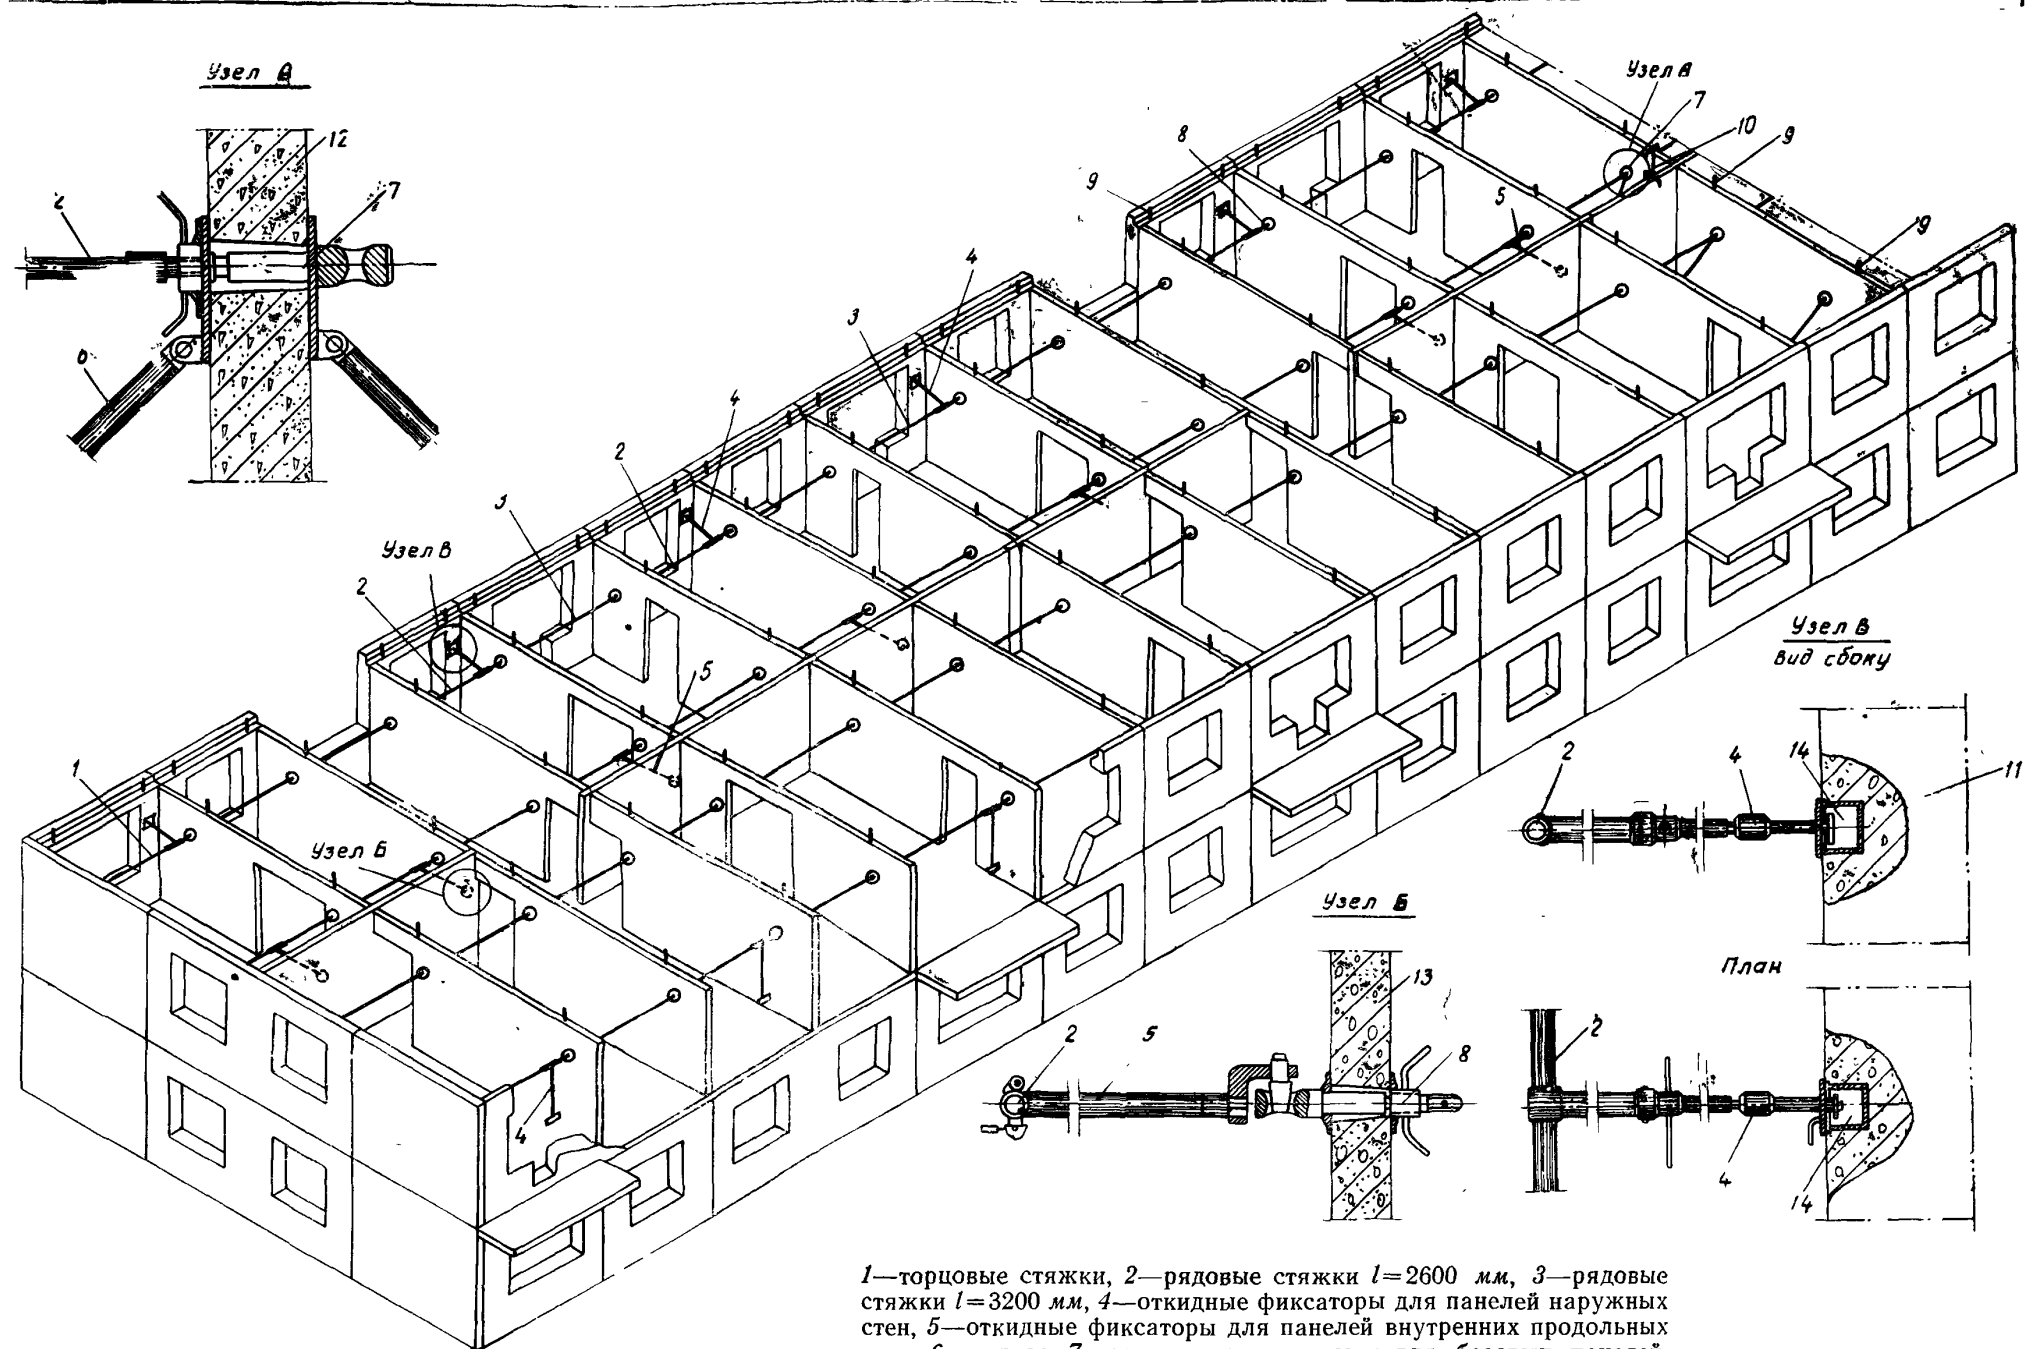 Узел А
12
7
2
Узел А
7
10
9
9
8
5
9
4
3
4
2
3
Узел В
2
5
1
Узел Б
4
Узел В
Вид сбоку
2
4
14
11
План
2
4
14
Узел Б
13
2
5
8
1—торцовые стяжки, 2—рядовые стяжки l=2600 мм, 3—рядовые
стяжки l=3200 мм, 4—откидные фиксаторы для панелей наружных
стен, 5—откидные фиксаторы для панелей внутренних продольных